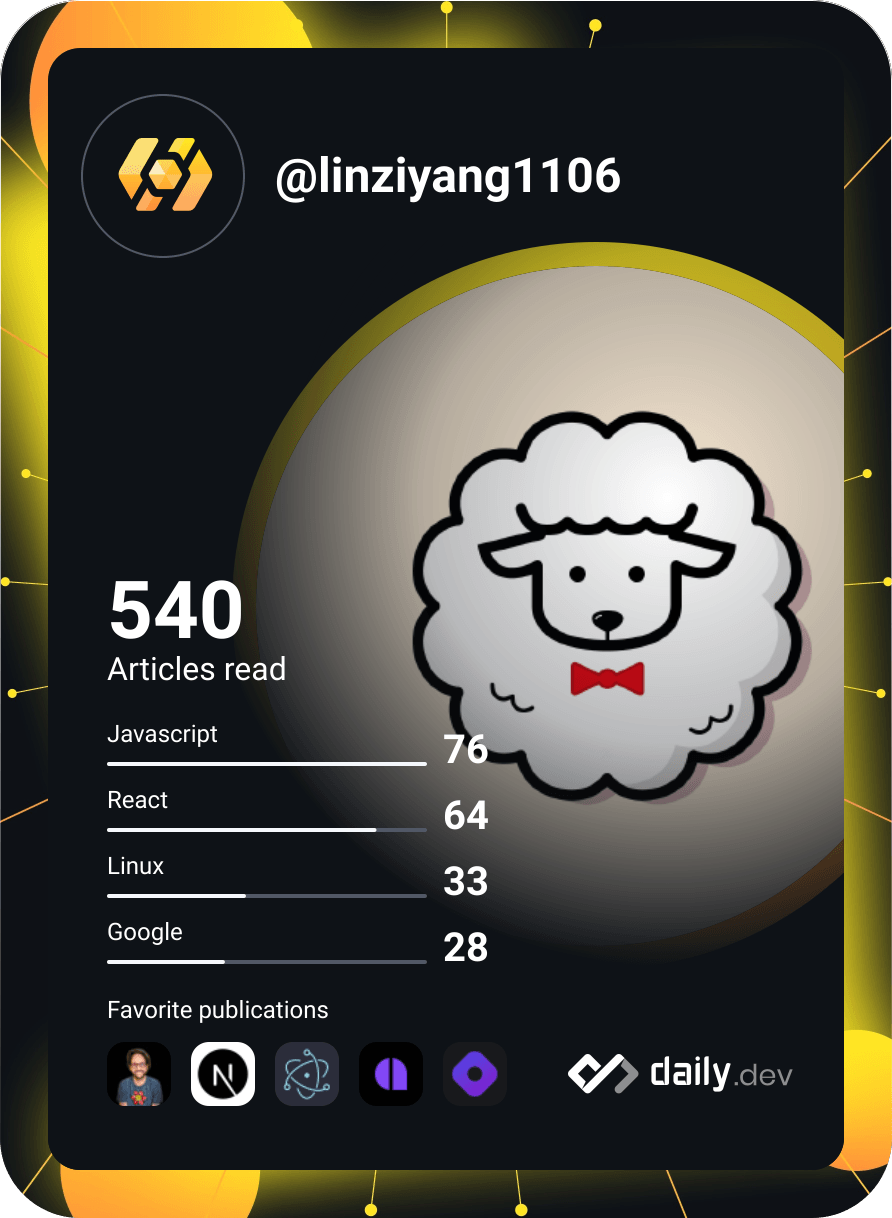 @linziyang1106
540
Articles read
Javascript
76
React
64
Linux
33
Google
28
Favorite publications
N
daily.dev